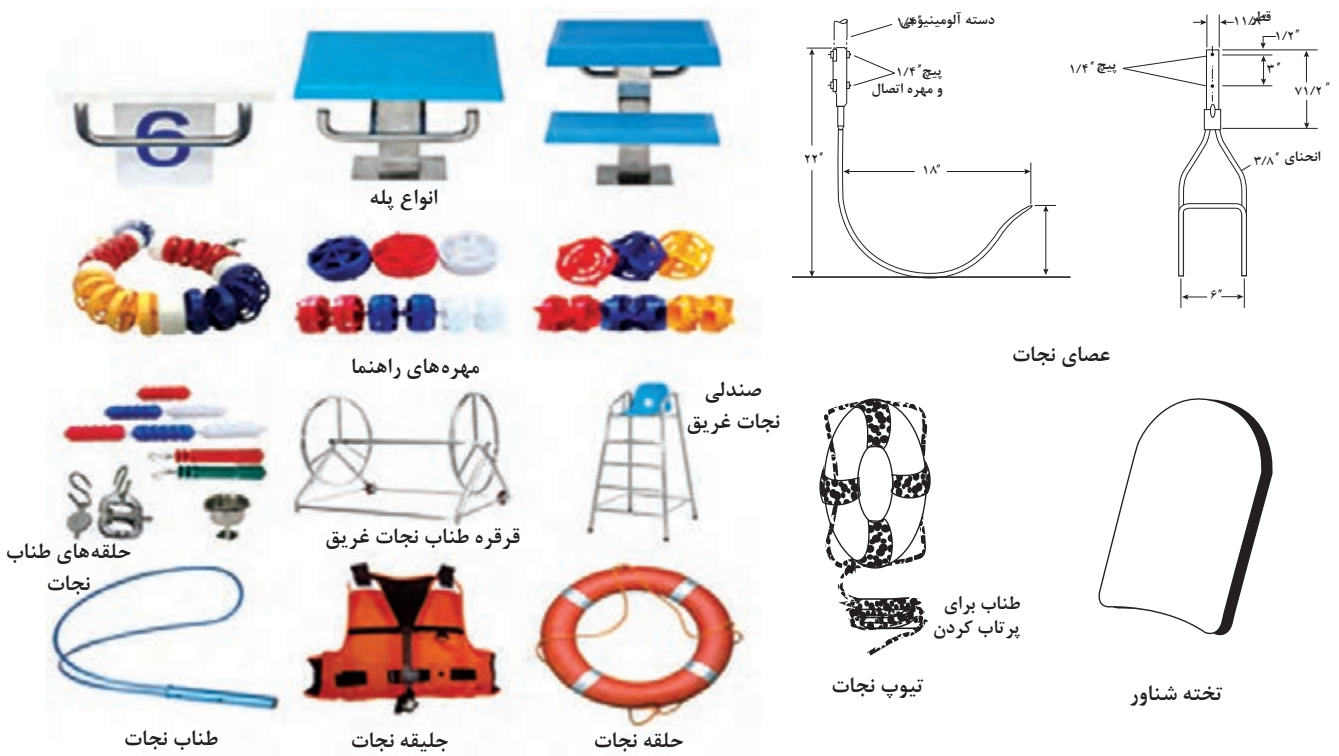 دسته آلومینیومی
۱/۴"
پیچ
و مهره اتصال
۲۲"
۱۸"
قطر
۱/۲"
پیچ ۱/۴"
۳"
۷۱/۲"
انحنای ۳/۸"
۶"
عصای نجات
6
انواع پله
مهره‌های راهنما
صندلی
نجات غریق
قرقره طناب نجات غریق
حلقه‌های طناب
نجات
طناب برای
پرتاب کردن
تیوپ نجات
تخته شناور
حلقه نجات
جلیقه نجات
طناب نجات